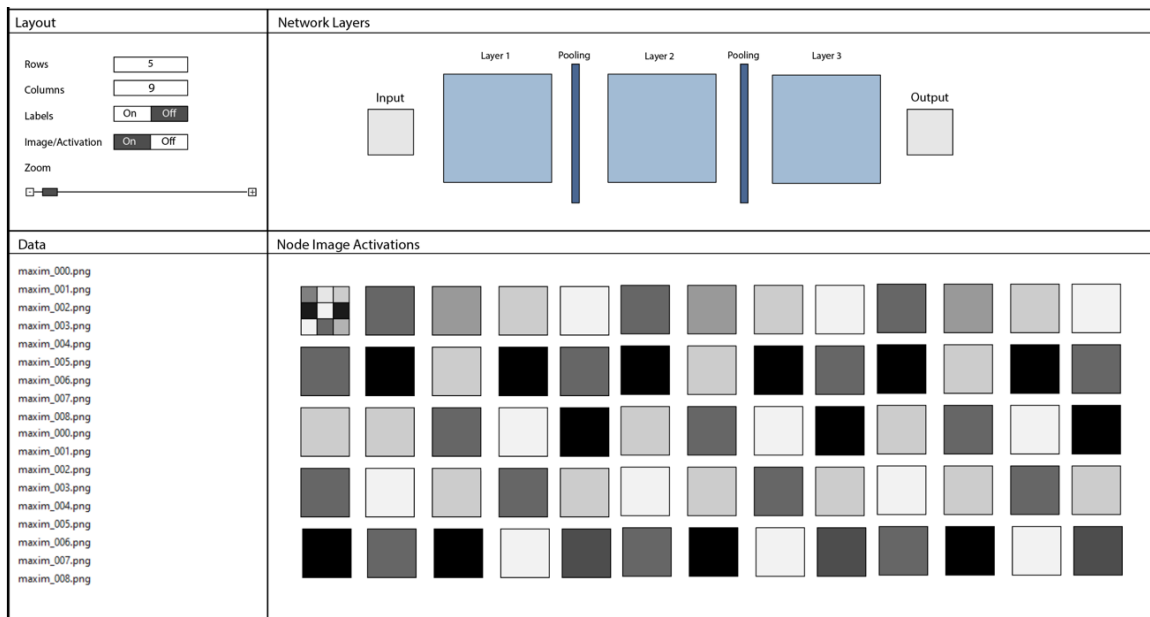 Layout
Rows 5
Columns 9
Labels On Off
Image/Activation On Off
Zoom
- +
Network Layers
Layer 1 Pooling Layer 2 Pooling Layer 3
Input Output
Data
maxim_000.png
maxim_001.png
maxim_002.png
maxim_003.png
maxim_004.png
maxim_005.png
maxim_006.png
maxim_007.png
maxim_008.png
maxim_000.png
maxim_001.png
maxim_002.png
maxim_003.png
maxim_004.png
maxim_005.png
maxim_006.png
maxim_007.png
maxim_008.png
Node Image Activations